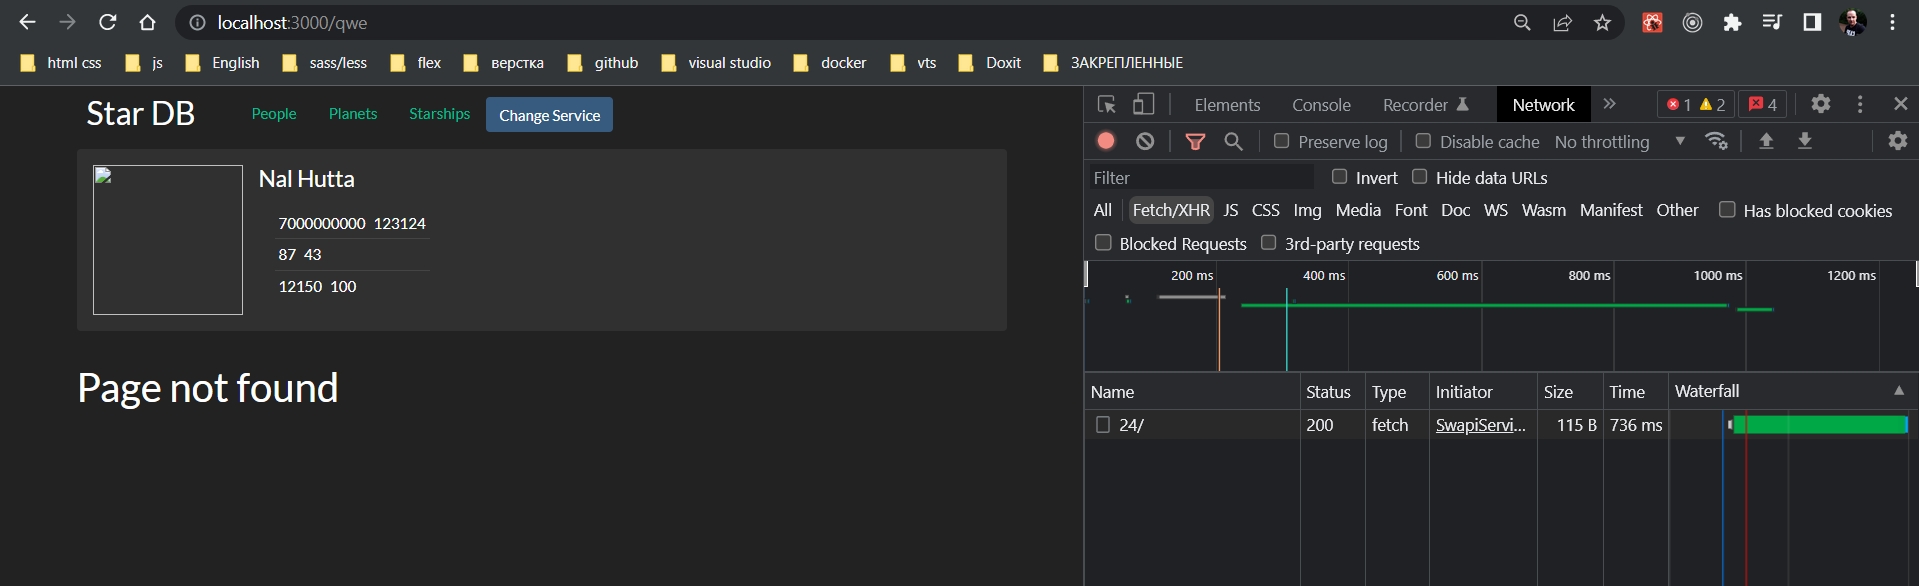 localhost:3000/qwe
html css js English sass/less flex верстка github visual studio docker vts Doxit ЗАКРЕПЛЕННЫЕ
Star DB People Planets Starships Change Service
Nal Hutta
7000000000 123124
87 43
12150 100
Page not found
Elements Console Recorder Network » 1 2 4
Preserve log Disable cache No throttling
Filter Invert Hide data URLs
All Fetch/XHR JS CSS Img Media Font Doc WS Wasm Manifest Other Has blocked cookies
Blocked Requests 3rd-party requests
200 ms 400 ms 600 ms 800 ms 1000 ms 1200 ms
Name Status Type Initiator Size Time Waterfall
24/ 200 fetch SwapiServi... 115 B 736 ms